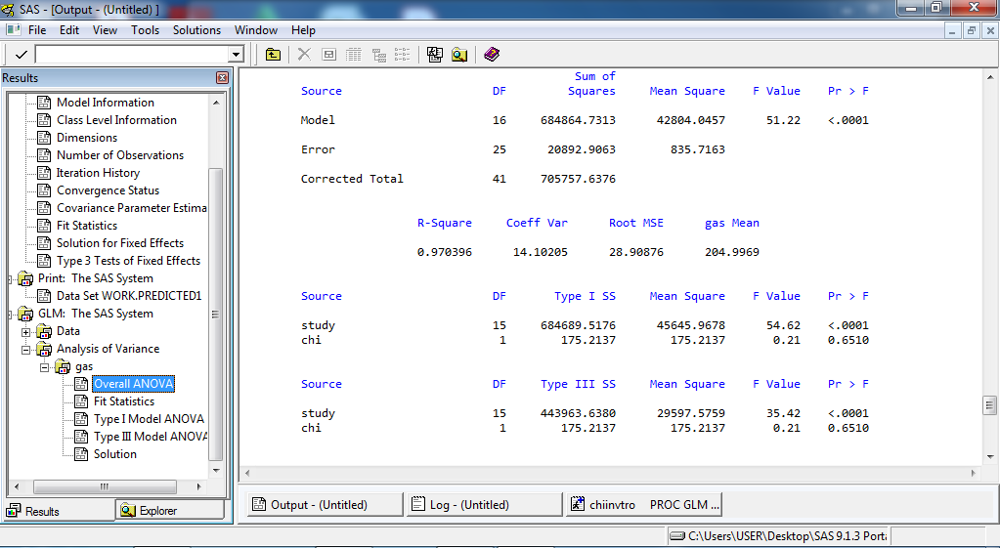 SAS - [Output - (Untitled) ]
File Edit View Tools Solutions Window Help
Results
Model Information
Class Level Information
Dimensions
Number of Observations
Iteration History
Convergence Status
Covariance Parameter Estima
Fit Statistics
Solution for Fixed Effects
Type 3 Tests of Fixed Effects
Print: The SAS System
Data Set WORK.PREDICTED1
GLM: The SAS System
Data
Analysis of Variance
gas
Overall ANOVA
Fit Statistics
Type I Model ANOVA
Type III Model ANOVA
Solution
Results Explorer
Sum of
Source DF Squares Mean Square F Value Pr > F
Model 16 684864.7313 42804.0457 51.22 <.0001
Error 25 20892.9063 835.7163
Corrected Total 41 705757.6376
R-Square Coeff Var Root MSE gas Mean
0.970396 14.10205 28.90876 204.9969
Source DF Type I SS Mean Square F Value Pr > F
study 15 684689.5176 45645.9678 54.62 <.0001
chi 1 175.2137 175.2137 0.21 0.6510
Source DF Type III SS Mean Square F Value Pr > F
study 15 443963.6380 29597.5759 35.42 <.0001
chi 1 175.2137 175.2137 0.21 0.6510
Output - (Untitled) Log - (Untitled) chiinvtro PROC GLM ...
C:\Users\USER\Desktop\SAS 9.1.3 Porta